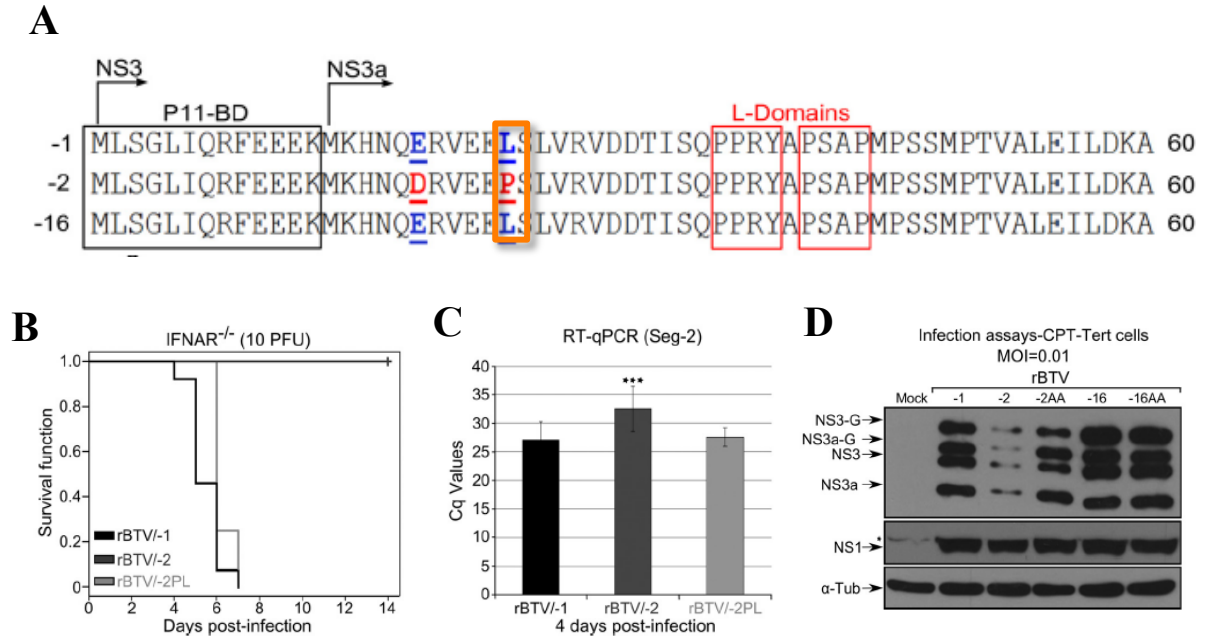 A
NS3
NS3a
P11-BD
L-Domains
-1 MLSGLIQRFEEEKMKHNQERVEELSLVRVDDTISQPPRYAPSAPMPSSMPTVALEILDKA 60
-2 MLSGLIQRFEEEKMKHNQDRVEEPSLVRVDDTISQPPRYAPSAPMPSSMPTVALEILDKA 60
-16 MLSGLIQRFEEEKMKHNQERVEELSLVRVDDTISQPPRYAPSAPMPSSMPTVALEILDKA 60
B
IFNAR-/- (10 PFU)
Survival function
1.0
0.8
0.6
0.4
0.2
0
rBTV/-1
rBTV/-2
rBTV/-2PL
0 2 4 6 8 10 12 14
Days post-infection
C
RT-qPCR (Seg-2)
Cq Values
40
35
30
25
20
15
10
5
0
***
rBTV/-1 rBTV/-2 rBTV/-2PL
4 days post-infection
D
Infection assays-CPT-Tert cells
MOI=0.01
rBTV
Mock -1 -2 -2AA -16 -16AA
NS3-G
NS3a-G
NS3
NS3a
*
NS1
α-Tub